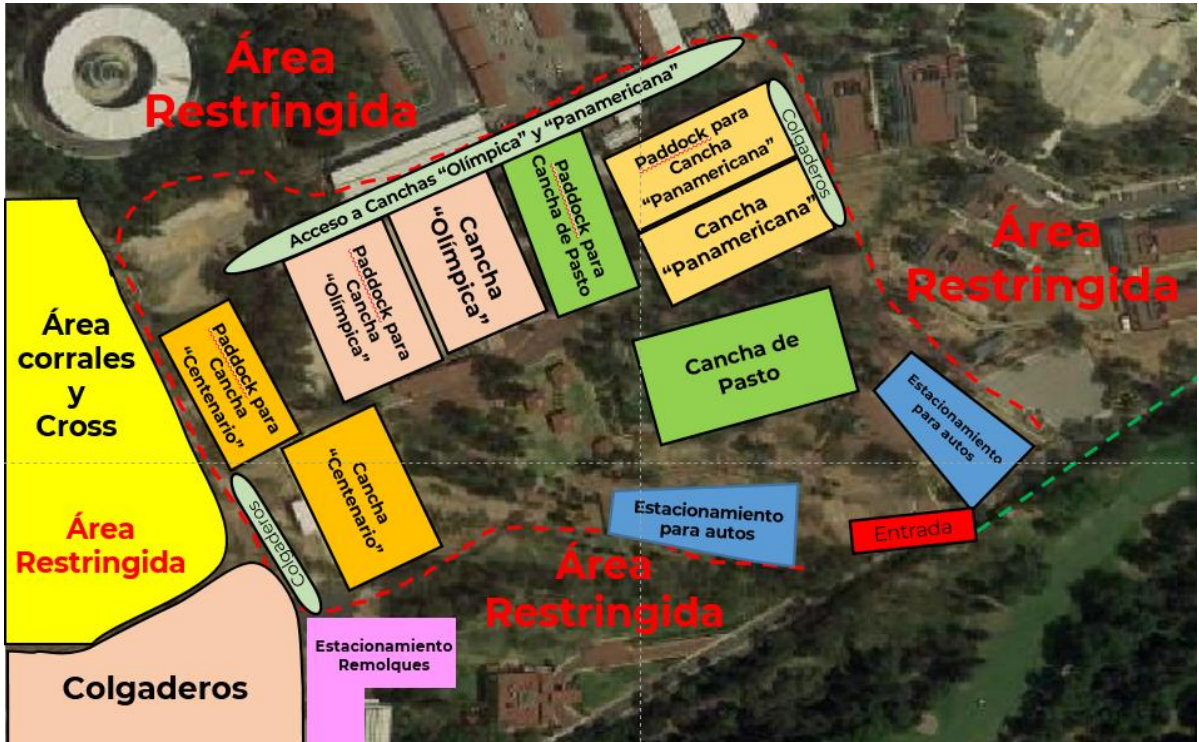 Área
Restringida
Acceso a Canchas “Olímpica” y “Panamericana”
Paddock para
Cancha
“Panamericana”
Colgaderos
Paddock para
Cancha de Pasto
Cancha
“Olímpica”
Cancha
“Panamericana”
Paddock para
Cancha
“Olímpica”
Área
Restringida
Área
corrales
y
Cross
Paddock para
Cancha
“Centenario”
Cancha de
Pasto
Estacionamiento
para autos
Cancha
“Centenario”
Colgaderos
Estacionamiento
para autos
Entrada
Área
Restringida
Área
Restringida
Estacionamiento
Remolques
Colgaderos